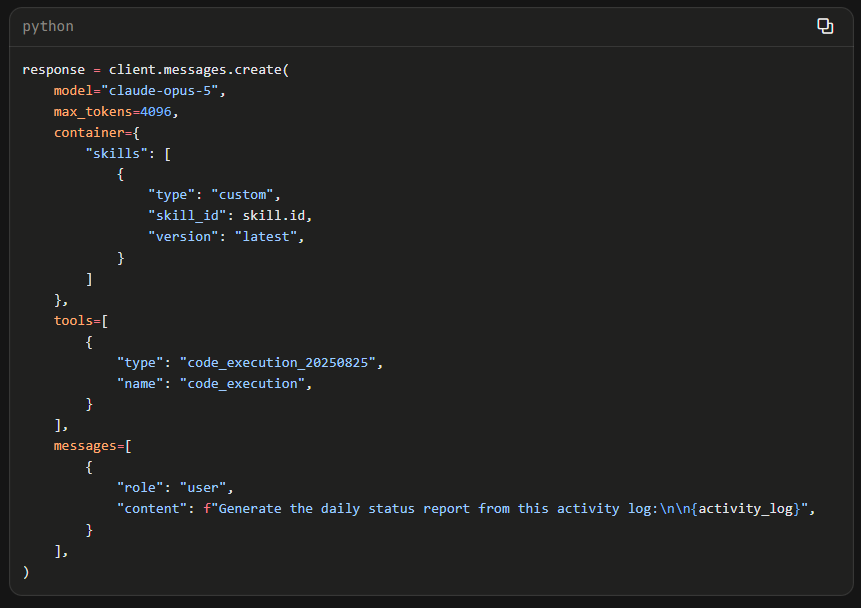 python
response = client.messages.create(
    model="claude-opus-5",
    max_tokens=4096,
    container={
        "skills": [
            {
                "type": "custom",
                "skill_id": skill.id,
                "version": "latest",
            }
        ]
    },
    tools=[
        {
            "type": "code_execution_20250825",
            "name": "code_execution",
        }
    ],
    messages=[
        {
            "role": "user",
            "content": f"Generate the daily status report from this activity log:\n\n{activity_log}",
        }
    ],
)